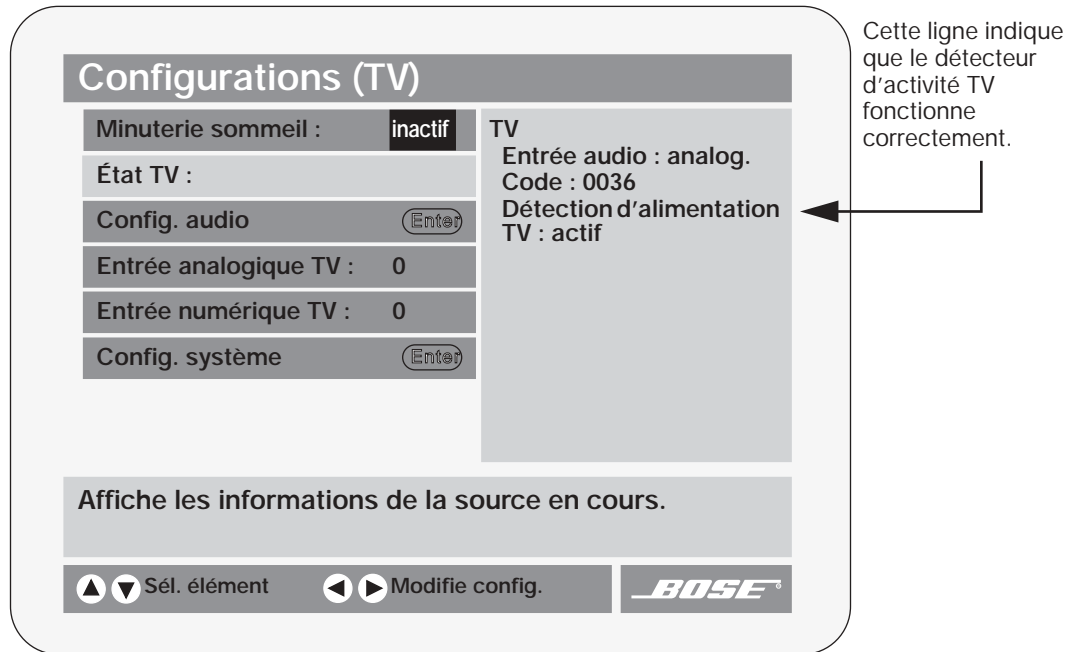 Configurations (TV)
Minuterie sommeil : inactif
État TV :
Config. audio Enter
Entrée analogique TV : 0
Entrée numérique TV : 0
Config. système Enter
TV
Entrée audio : analog.
Code : 0036
Détection d'alimentation
TV : actif
Affiche les informations de la source en cours.
Sél. élément Modifie config. BOSE
Cette ligne indique
que le détecteur
d'activité TV
fonctionne
correctement.